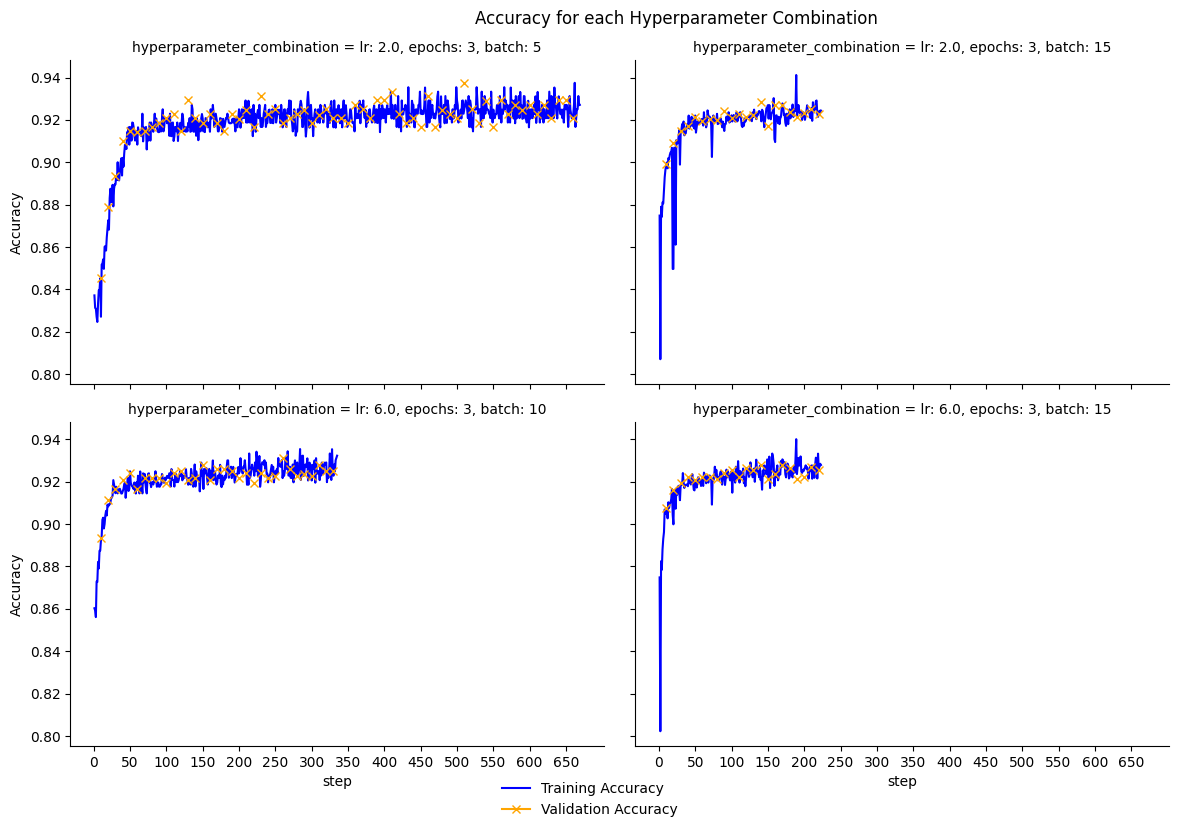 Accuracy for each Hyperparameter Combination
hyperparameter_combination = lr: 2.0, epochs: 3, batch: 5
hyperparameter_combination = lr: 2.0, epochs: 3, batch: 15
0.94
0.92
0.90
0.88
0.86
0.84
0.82
0.80
Accuracy
hyperparameter_combination = lr: 6.0, epochs: 3, batch: 10
hyperparameter_combination = lr: 6.0, epochs: 3, batch: 15
0.94
0.92
0.90
0.88
0.86
0.84
0.82
0.80
Accuracy
0 50 100 150 200 250 300 350 400 450 500 550 600 650
step
0 50 100 150 200 250 300 350 400 450 500 550 600 650
step
Training Accuracy
Validation Accuracy